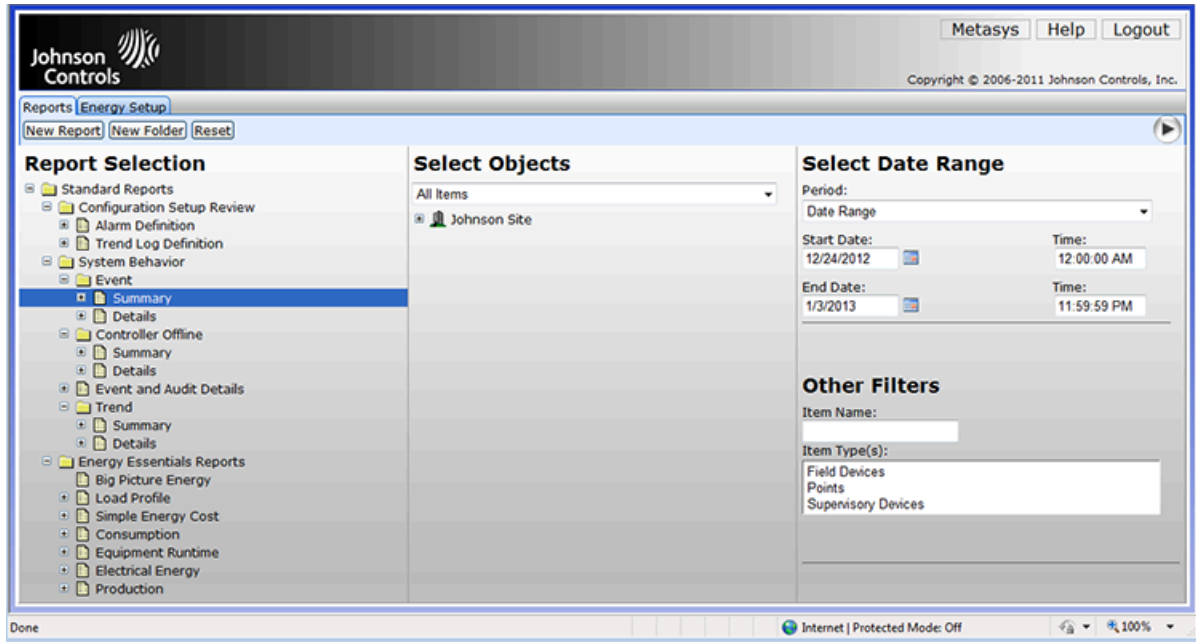 Metasys Help Logout
Johnson
Controls
Copyright © 2006-2011 Johnson Controls, Inc.
Reports Energy Setup
New Report New Folder Reset
Report Selection
Standard Reports
Configuration Setup Review
Alarm Definition
Trend Log Definition
System Behavior
Event
Summary
Details
Controller Offline
Summary
Details
Event and Audit Details
Trend
Summary
Details
Energy Essentials Reports
Big Picture Energy
Load Profile
Simple Energy Cost
Consumption
Equipment Runtime
Electrical Energy
Production
Select Objects
All Items
Johnson Site
Select Date Range
Period:
Date Range
Start Date: Time:
12/24/2012 12:00:00 AM
End Date: Time:
1/3/2013 11:59:59 PM
Other Filters
Item Name:
Item Type(s):
Field Devices
Points
Supervisory Devices
Done Internet | Protected Mode: Off 100%